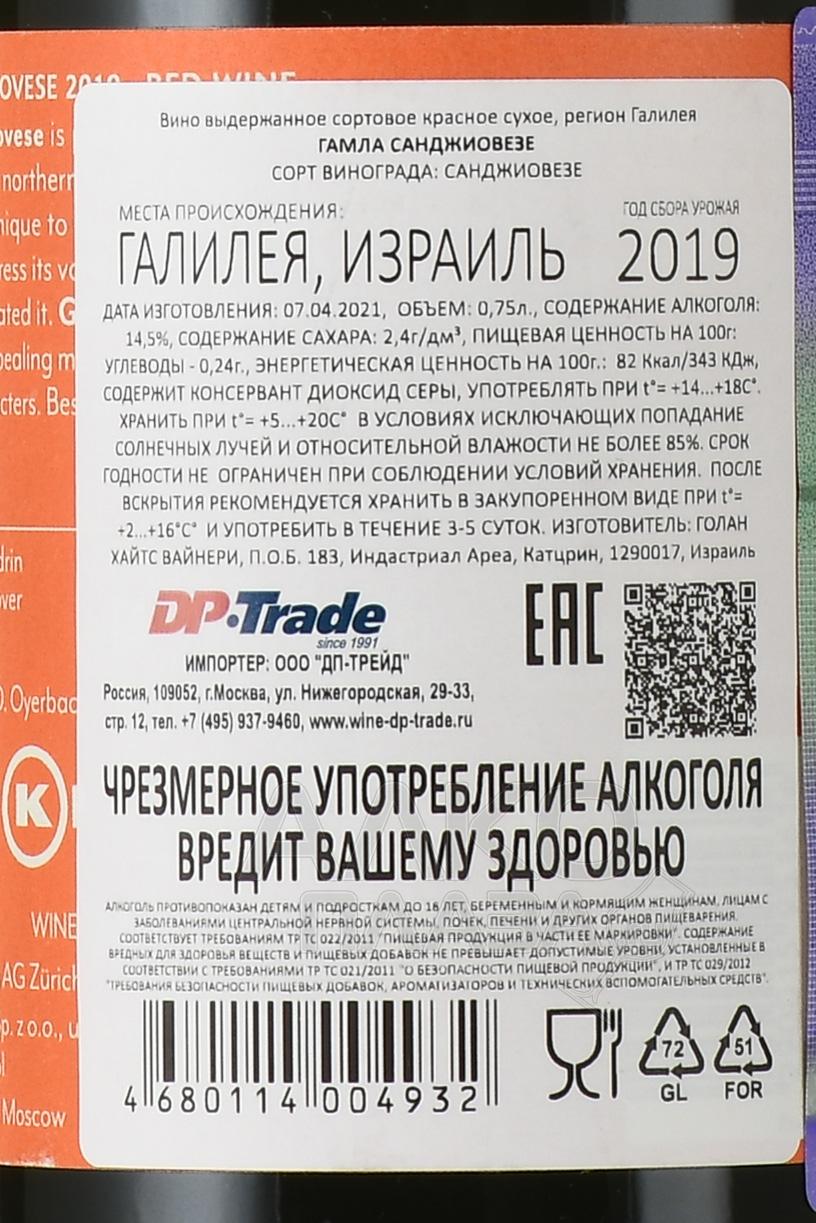 OVESE 2019 RED WINE
ovese is
northern
nique to
ress its
ated it. G
pealing m
cters. Bes
drin
over
Oyerbac
K
WINE
AG Zürich
p. z o.o., u
Moscow
Вино выдержанное сортовое красное сухое, регион Галилея
ГАМЛА САНДЖИОВЕЗЕ
СОРТ ВИНОГРАДА: САНДЖИОВЕЗЕ
МЕСТА ПРОИСХОЖДЕНИЯ:
ГОД СБОРА УРОЖАЯ
ГАЛИЛЕЯ, ИЗРАИЛЬ 2019
ДАТА ИЗГОТОВЛЕНИЯ: 07.04.2021, ОБЪЕМ: 0,75л., СОДЕРЖАНИЕ АЛКОГОЛЯ:
14,5%, СОДЕРЖАНИЕ САХАРА: 2,4г/дм³, ПИЩЕВАЯ ЦЕННОСТЬ НА 100г:
УГЛЕВОДЫ - 0,24г., ЭНЕРГЕТИЧЕСКАЯ ЦЕННОСТЬ НА 100г.: 82 Ккал/343 КДж,
СОДЕРЖИТ КОНСЕРВАНТ ДИОКСИД СЕРЫ, УПОТРЕБЛЯТЬ ПРИ t°= +14...+18С°.
ХРАНИТЬ ПРИ t°= +5...+20С° В УСЛОВИЯХ ИСКЛЮЧАЮЩИХ ПОПАДАНИЕ
СОЛНЕЧНЫХ ЛУЧЕЙ И ОТНОСИТЕЛЬНОЙ ВЛАЖОСТИ НЕ БОЛЕЕ 85%. СРОК
ГОДНОСТИ НЕ ОГРАНИЧЕН ПРИ СОБЛЮДЕНИИ УСЛОВИЙ ХРАНЕНИЯ. ПОСЛЕ
ВСКРЫТИЯ РЕКОМЕНДУЕТСЯ ХРАНИТЬ В ЗАКУПОРЕННОМ ВИДЕ ПРИ t°=
+2...+16°С° И УПОТРЕБИТЬ В ТЕЧЕНИЕ 3-5 СУТОК. ИЗГОТОВИТЕЛЬ: ГОЛАН
ХАЙТС ВАЙНЕРИ, П.О.Б. 183, Индастриал Ареа, Катцрин, 1290017, Израиль
DP·Trade
since 1991
EAC
ИМПОРТЕР: ООО "ДП-ТРЕЙД"
Россия, 109052, г.Москва, ул. Нижегородская, 29-33,
стр. 12, тел. +7 (495) 937-9460, www.wine-dp-trade.ru
ЧРЕЗМЕРНОЕ УПОТРЕБЛЕНИЕ АЛКОГОЛЯ
ВРЕДИТ ВАШЕМУ ЗДОРОВЬЮ
АЛКОГОЛЬ ПРОТИВОПОКАЗАН ДЕТЯМ И ПОДРОСТКАМ ДО 18 ЛЕТ, БЕРЕМЕННЫМ И КОРМЯЩИМ ЖЕНЩИНАМ, ЛИЦАМ С
ЗАБОЛЕВАНИЯМИ ЦЕНТРАЛЬНОЙ НЕРВНОЙ СИСТЕМЫ, ПОЧЕК, ПЕЧЕНИ И ДРУГИХ ОРГАНОВ ПИЩЕВАРЕНИЯ.
СООТВЕТСТВУЕТ ТРЕБОВАНИЯМ ТР ТС 022/2011 "ПИЩЕВАЯ ПРОДУКЦИЯ В ЧАСТИ ЕЕ МАРКИРОВКИ". СОДЕРЖАНИЕ
ВРЕДНЫХ ДЛЯ ЗДОРОВЬЯ ВЕЩЕСТВ И ПИЩЕВЫХ ДОБАВОК НЕ ПРЕВЫШАЕТ ДОПУСТИМЫЕ УРОВНИ, УСТАНОВЛЕННЫЕ В
СООТВЕТСТВИИ С ТРЕБОВАНИЯМИ ТР ТС 021/2011 "О БЕЗОПАСНОСТИ ПИЩЕВОЙ ПРОДУКЦИИ", И ТР ТС 029/2012
"ТРЕБОВАНИЯ БЕЗОПАСНОСТИ ПИЩЕВЫХ ДОБАВОК, АРОМАТИЗАТОРОВ И ТЕХНИЧЕСКИХ ВСПОМОГАТЕЛЬНЫХ СРЕДСТВ".
4 680114 004932
72 51
GL FOR